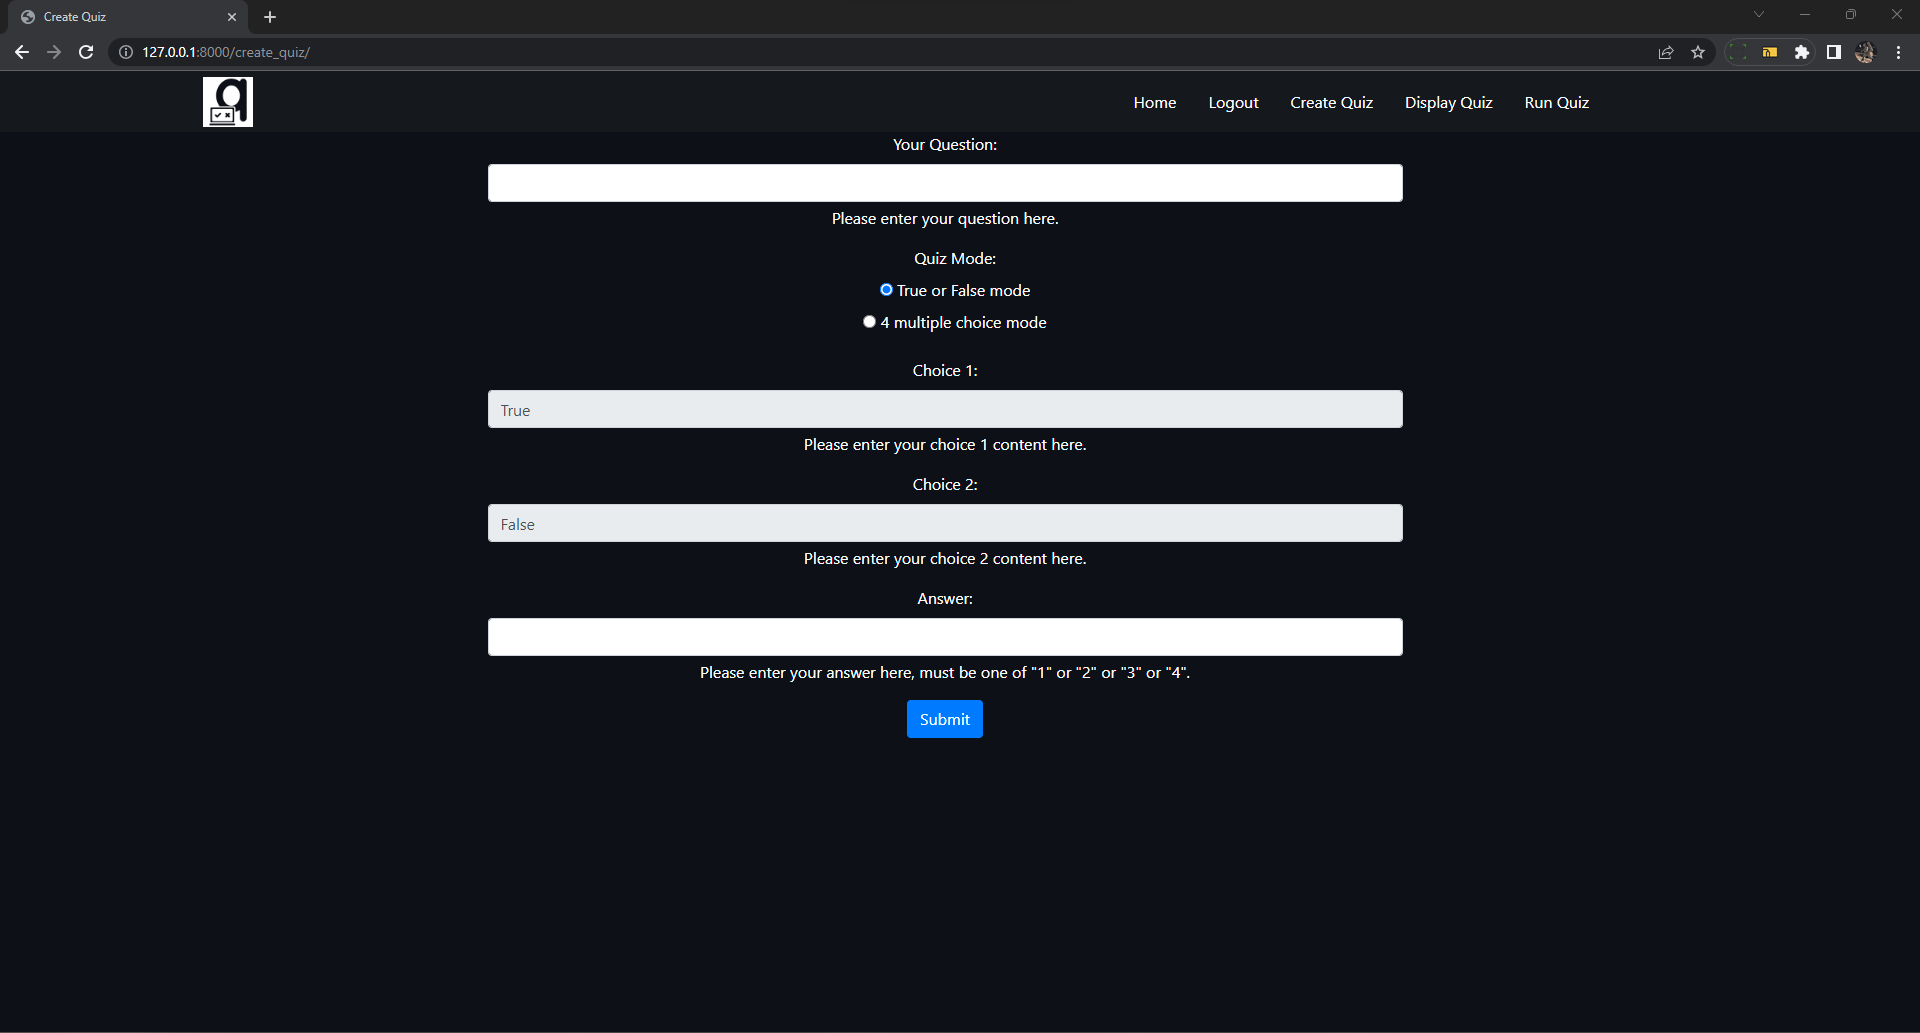 Create Quiz
127.0.0.1:8000/create_quiz/
Home Logout Create Quiz Display Quiz Run Quiz
Your Question:
Please enter your question here.
Quiz Mode:
True or False mode
4 multiple choice mode
Choice 1:
True
Please enter your choice 1 content here.
Choice 2:
False
Please enter your choice 2 content here.
Answer:
Please enter your answer here, must be one of "1" or "2" or "3" or "4".
Submit